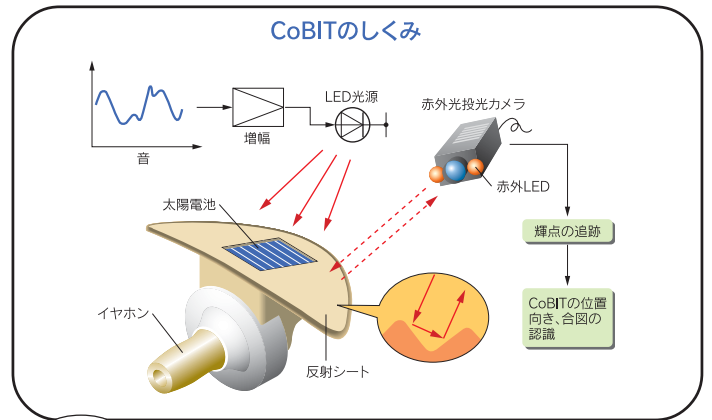 CoBITのしくみ
音
増幅
LED光源
赤外光投光カメラ
赤外LED
太陽電池
輝点の追跡
イヤホン
CoBITの位置
向き、合図の
認識
反射シート